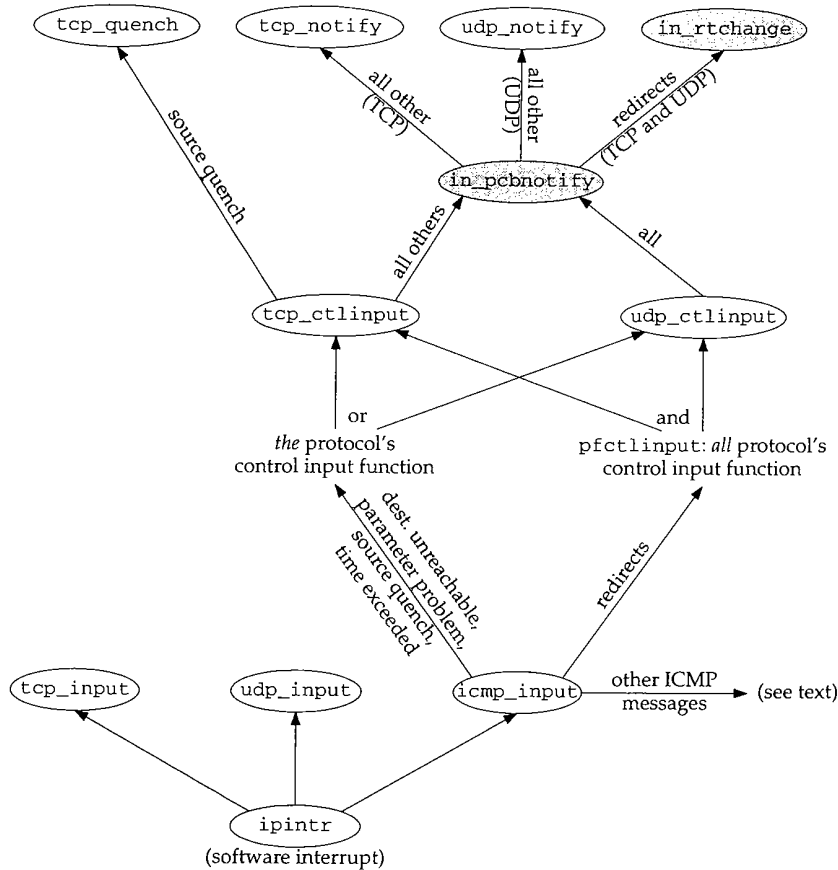 tcp_quench
tcp_notify
udp_notify
in_rtchange
source quench
all other
(TCP)
all other
(UDP)
redirects
(TCP and UDP)
in_pcbnotify
all others
all
tcp_ctlinput
udp_ctlinput
or
the protocol's
control input function
and
pfctlinput: all protocol's
control input function
dest. unreachable,
parameter problem,
source quench,
time exceeded
redirects
tcp_input
udp_input
icmp_input
other ICMP
messages
(see text)
ipintr
(software interrupt)